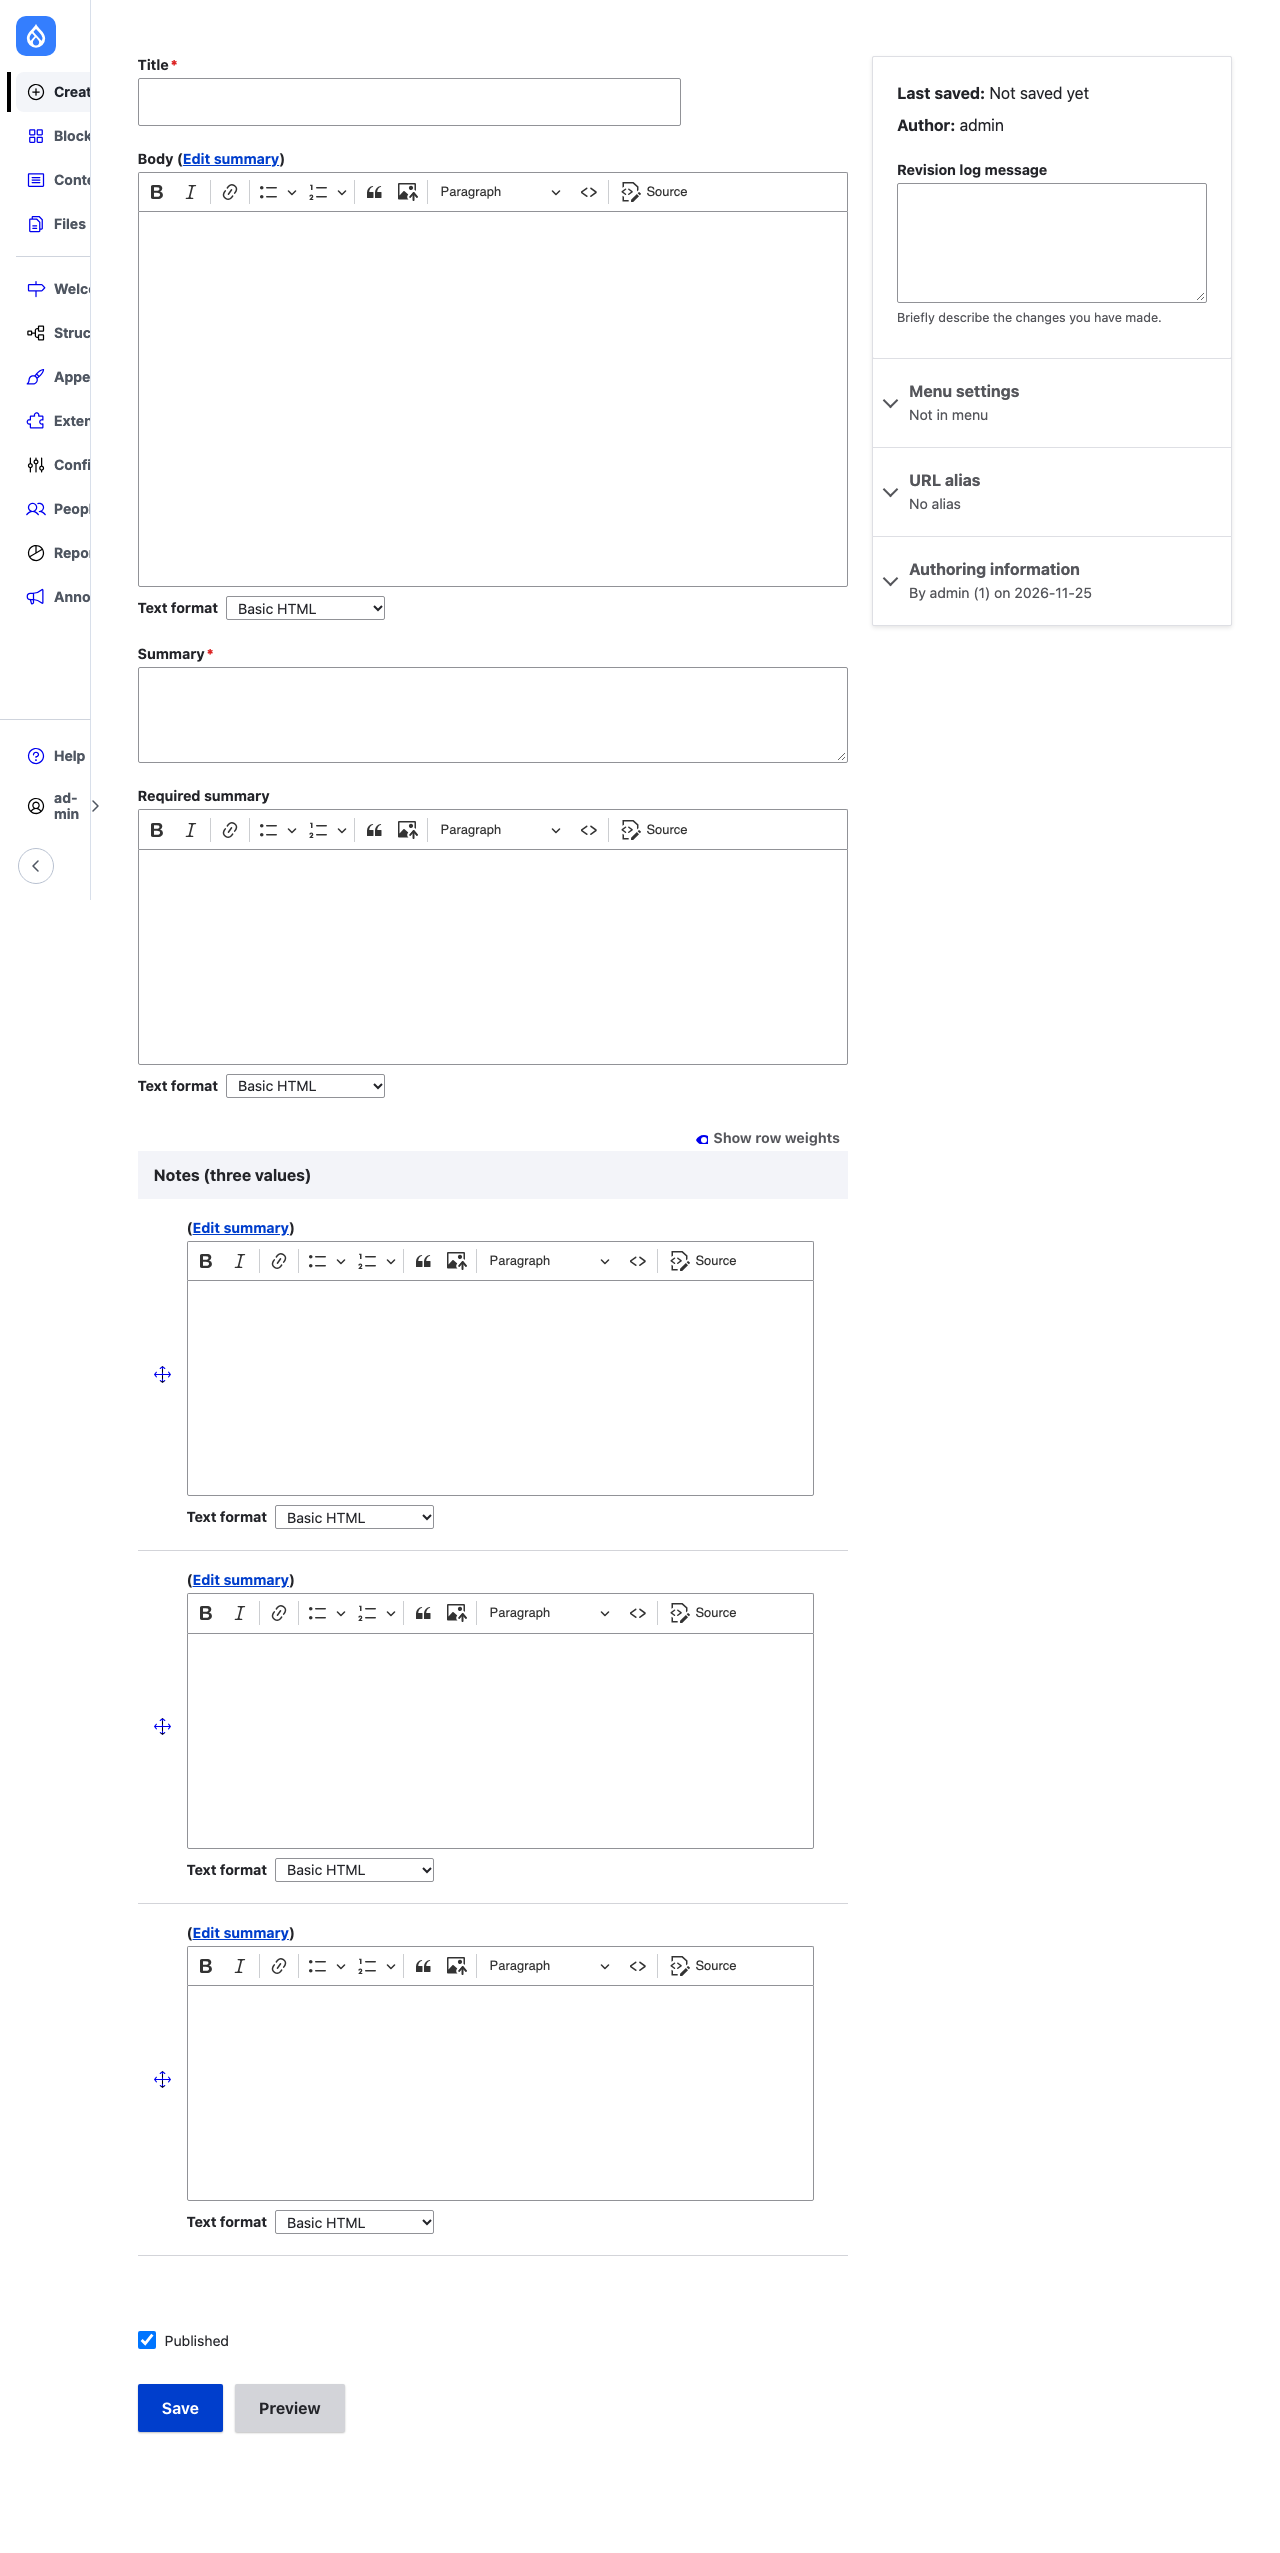 Creat
Block
Conte
Files
Welco
Struc
Appe
Exten
Confi
Peopl
Repor
Anno
Help
ad-
min
Title*
Body (Edit summary)
Paragraph
Source
Text format
Basic HTML
Summary*
Required summary
Paragraph
Source
Text format
Basic HTML
Show row weights
Notes (three values)
(Edit summary)
Paragraph
Source
Text format
Basic HTML
(Edit summary)
Paragraph
Source
Text format
Basic HTML
(Edit summary)
Paragraph
Source
Text format
Basic HTML
Published
Save
Preview
Last saved: Not saved yet
Author: admin
Revision log message
Briefly describe the changes you have made.
Menu settings
Not in menu
URL alias
No alias
Authoring information
By admin (1) on 2026-11-25